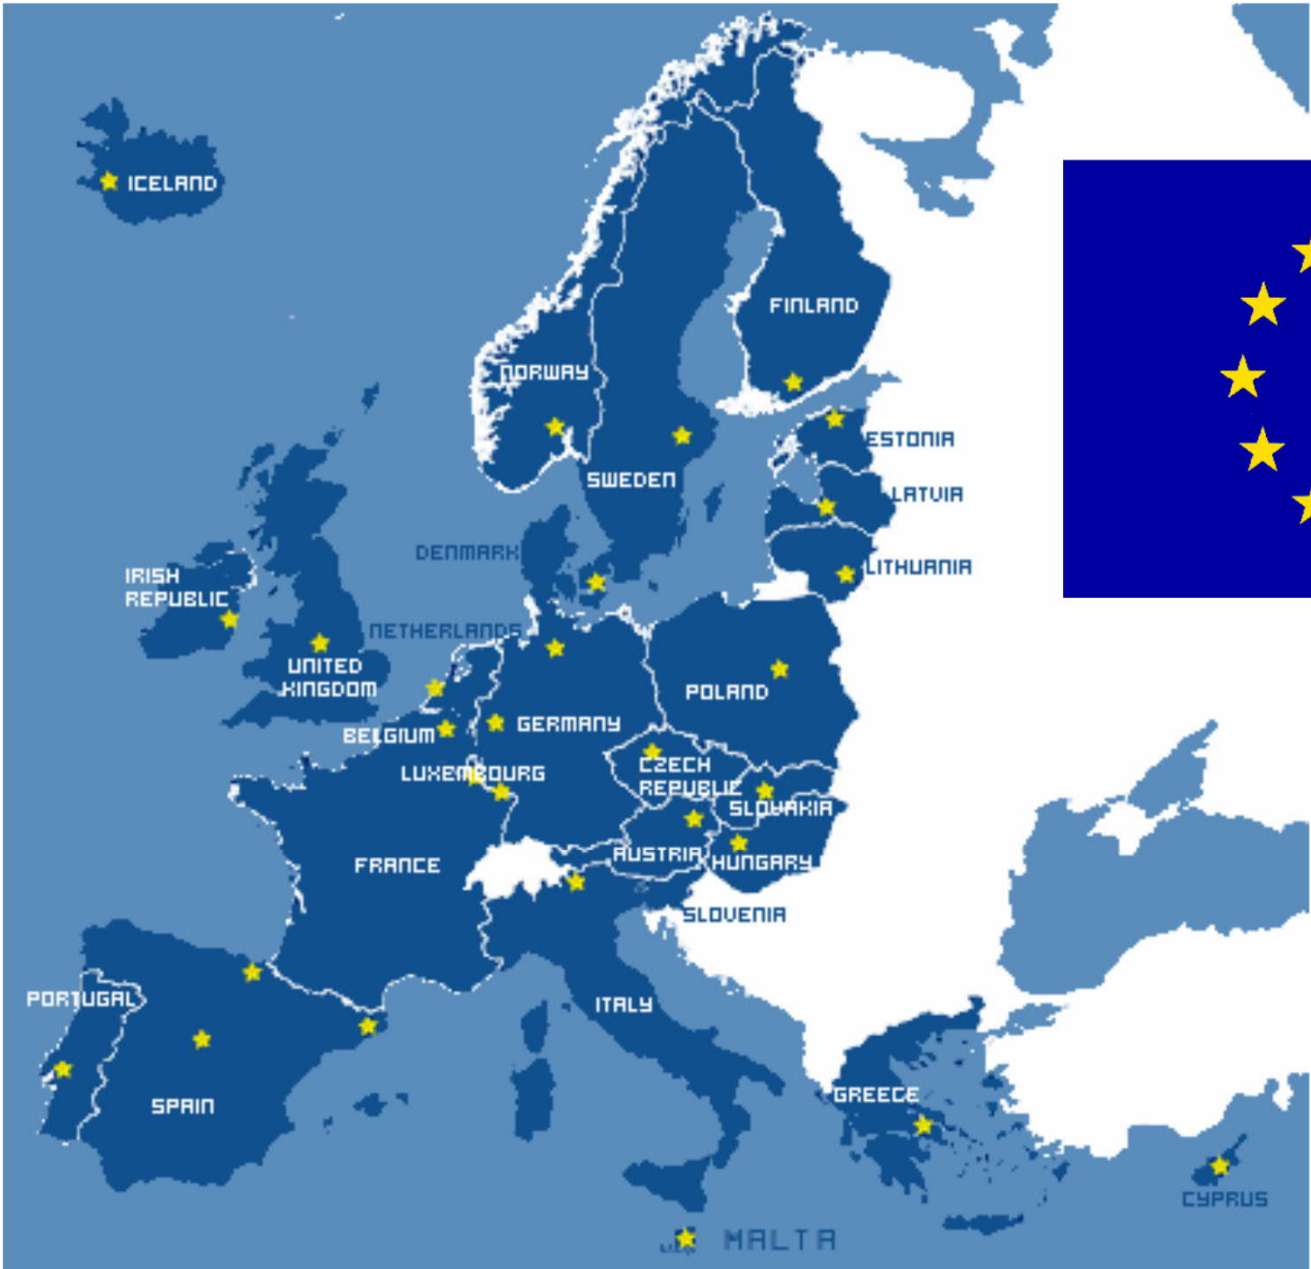 ICELAND
FINLAND
NORWAY
ESTONIA
SWEDEN
LATVIA
DENMARK
LITHUANIA
IRISH
REPUBLIC
NETHERLANDS
UNITED
KINGDOM
POLAND
GERMANY
BELGIUM
CZECH
REPUBLIC
LUXEMBOURG
SLOVAKIA
AUSTRIA
HUNGARY
FRANCE
SLOVENIA
PORTUGAL
ITALY
GREECE
SPAIN
CYPRUS
MALTA